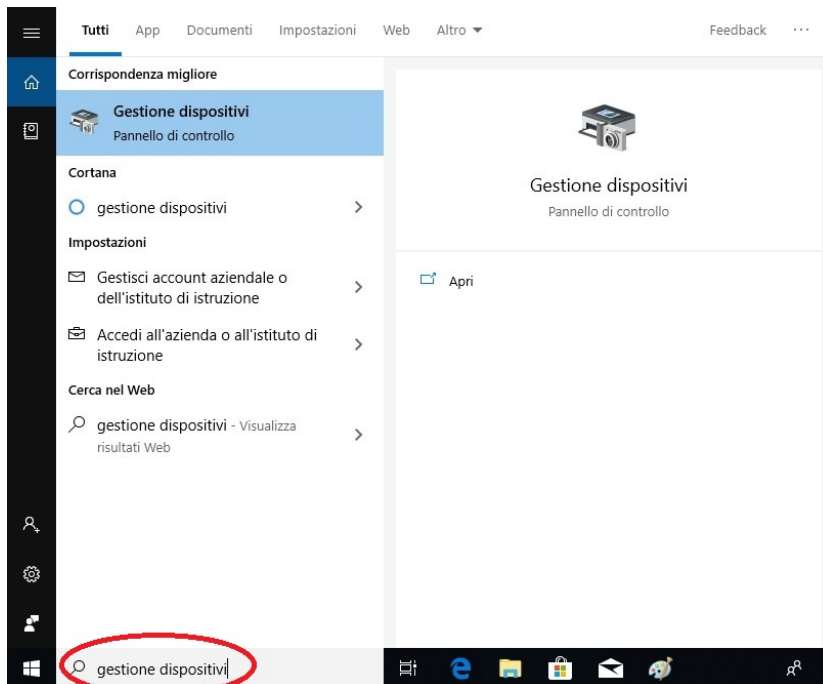 Tutti App Documenti Impostazioni Web Altro Feedback ...
Corrispondenza migliore
Gestione dispositivi
Pannello di controllo
Cortana
gestione dispositivi
Impostazioni
Gestisci account aziendale o
dell'istituto di istruzione
Accedi all'azienda o all'istituto di
istruzione
Cerca nel Web
gestione dispositivi - Visualizza
risultati Web
Gestione dispositivi
Pannello di controllo
Apri
gestione dispositivi